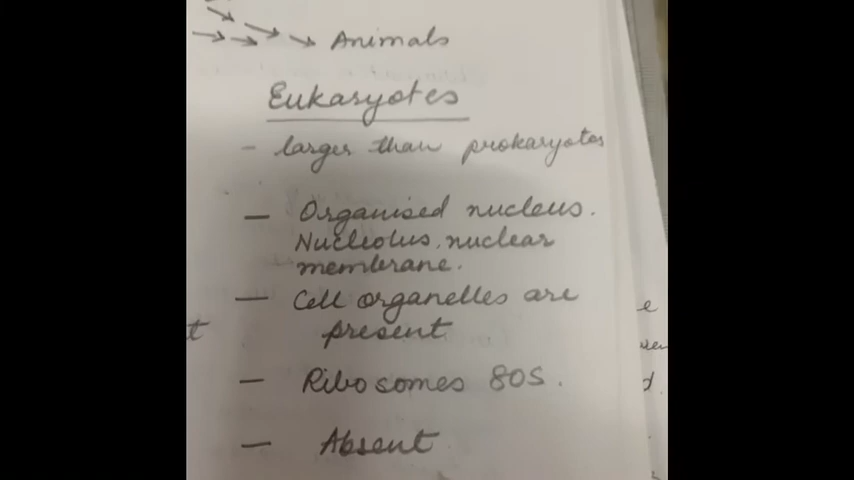 Animals
Eukaryotes
- larger than prokaryotes
- Organised nucleus.
Nucleolus, nuclear
membrane.
- Cell organelles are
present
- Ribosomes 80S.
- Absent